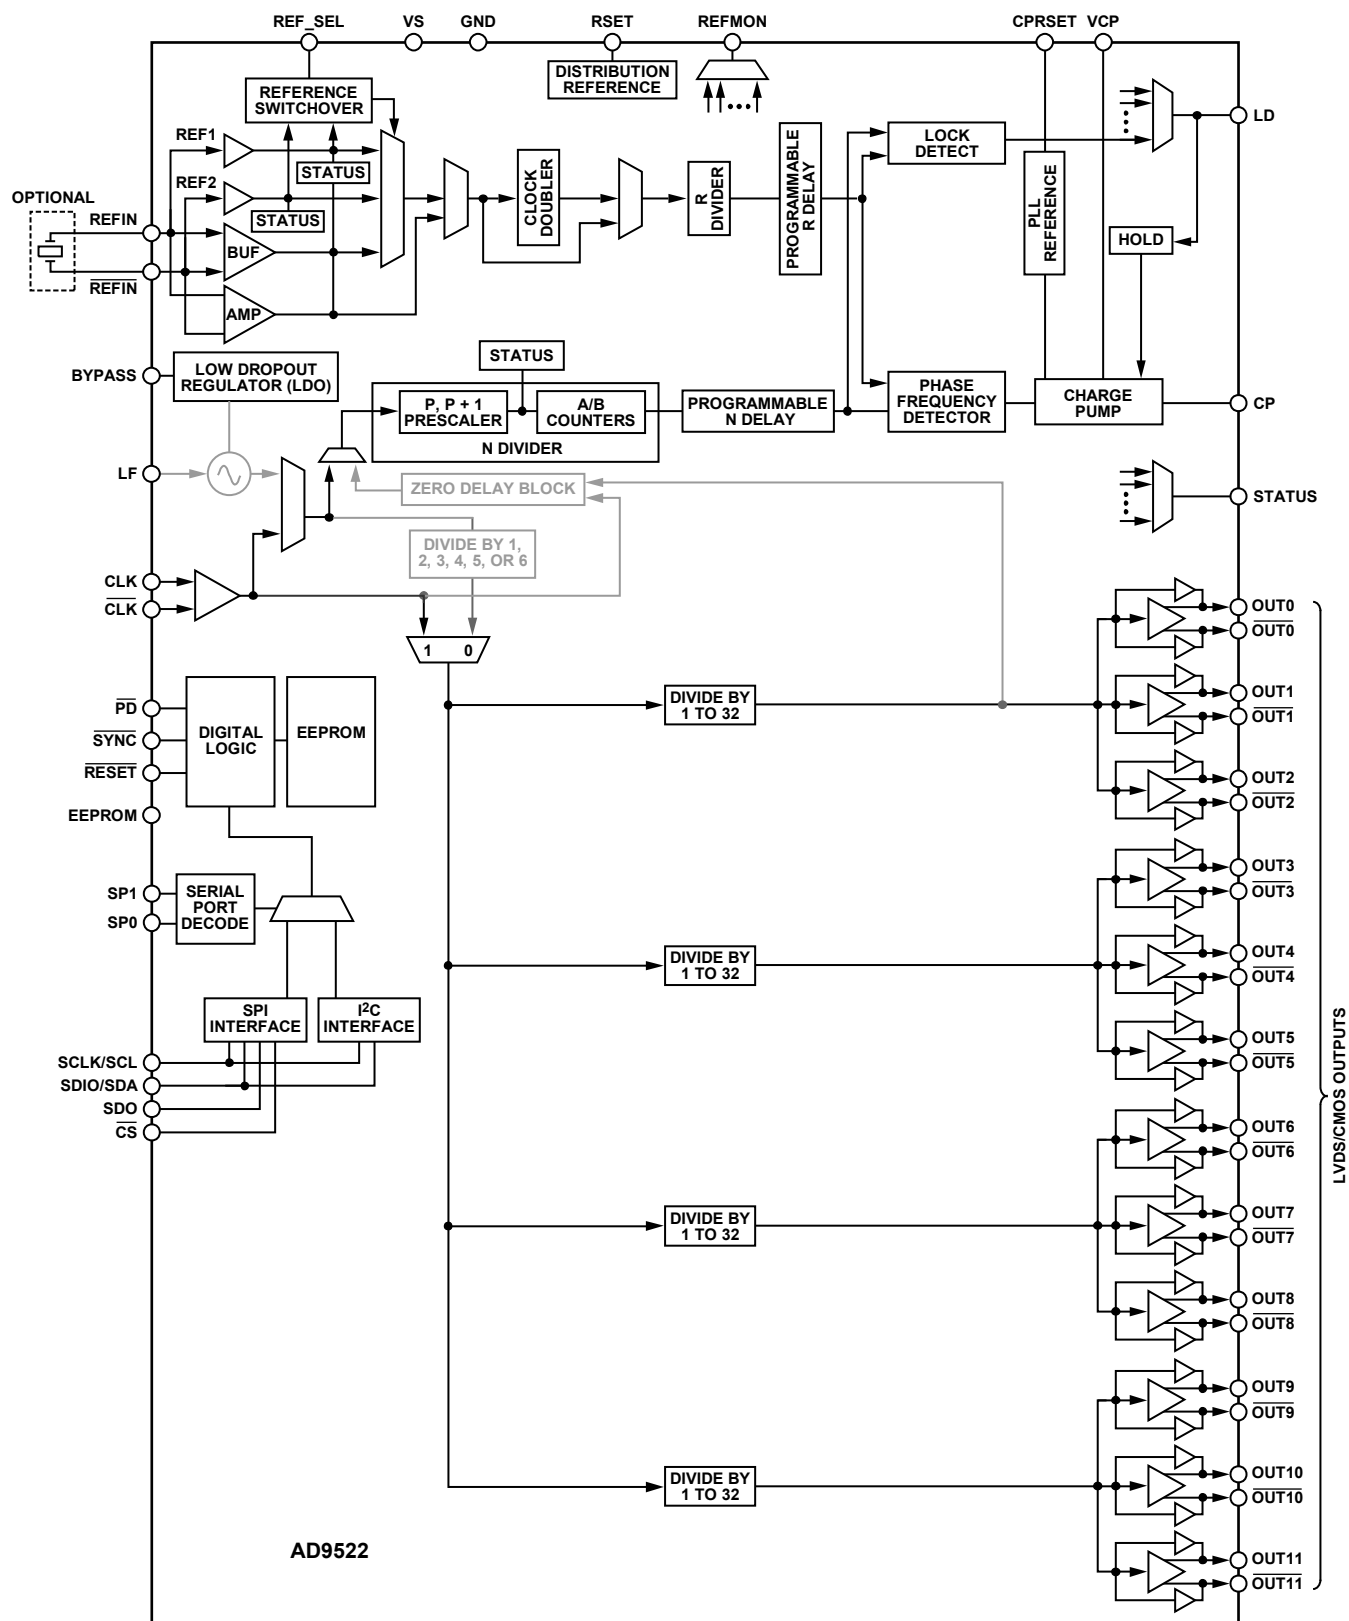 REF_SEL
VS
GND
RSET
REFMON
CPRSET
VCP
DISTRIBUTION
REFERENCE
REFERENCE
SWITCHOVER
LD
REF1
STATUS
REF2
STATUS
OPTIONAL
REFIN
REFIN
BUF
AMP
CLOCK
DOUBLER
R
DIVIDER
PROGRAMMABLE
R DELAY
LOCK
DETECT
PLL
REFERENCE
HOLD
BYPASS
LOW DROPOUT
REGULATOR (LDO)
STATUS
P, P + 1
PRESCALER
A/B
COUNTERS
N DIVIDER
PROGRAMMABLE
N DELAY
PHASE
FREQUENCY
DETECTOR
CHARGE
PUMP
CP
LF
ZERO DELAY BLOCK
STATUS
DIVIDE BY 1,
2, 3, 4, 5, OR 6
CLK
CLK
1 0
OUT0
OUT0
DIVIDE BY
1 TO 32
OUT1
OUT1
OUT2
OUT2
PD
SYNC
RESET
EEPROM
DIGITAL
LOGIC
EEPROM
SP1
SP0
SERIAL
PORT
DECODE
OUT3
OUT3
DIVIDE BY
1 TO 32
OUT4
OUT4
OUT5
OUT5
SPI
INTERFACE
I2C
INTERFACE
SCLK/SCL
SDIO/SDA
SDO
CS
LVDS/CMOS OUTPUTS
OUT6
OUT6
DIVIDE BY
1 TO 32
OUT7
OUT7
OUT8
OUT8
OUT9
OUT9
DIVIDE BY
1 TO 32
OUT10
OUT10
OUT11
OUT11
AD9522